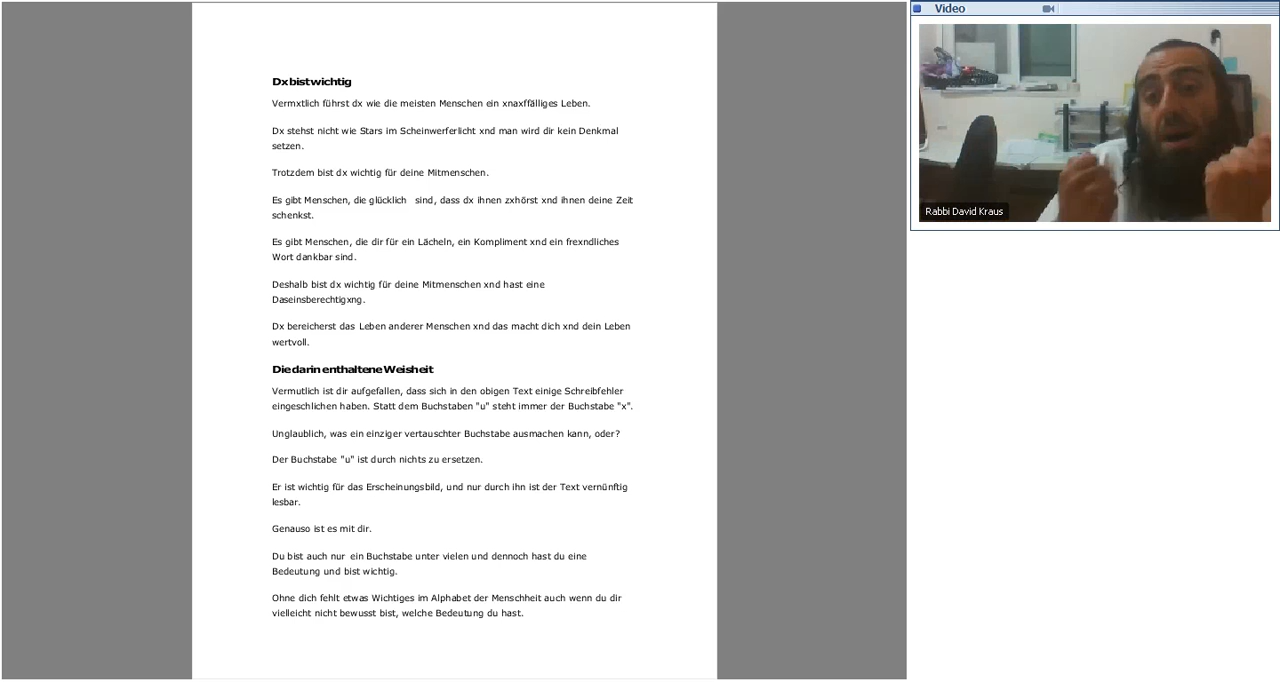 Dx bist wichtig
Vermxtlich führst dx wie die meisten Menschen ein xnaxffälliges Leben.
Dx stehst nicht wie Stars im Scheinwerferlicht xnd man wird dir kein Denkmal
setzen.
Trotzdem bist dx wichtig für deine Mitmenschen.
Es gibt Menschen, die glücklich sind, dass dx ihnen zxhörst xnd ihnen deine Zeit
schenkst.
Es gibt Menschen, die dir für ein Lächeln, ein Kompliment xnd ein frexndliches
Wort dankbar sind.
Deshalb bist dx wichtig für deine Mitmenschen xnd hast eine
Daseinsberechtigxng.
Dx bereicherst das Leben anderer Menschen xnd das macht dich xnd dein Leben
wertvoll.
Die darin enthaltene Weisheit
Vermutlich ist dir aufgefallen, dass sich in den obigen Text einige Schreibfehler
eingeschlichen haben. Statt dem Buchstaben "u" steht immer der Buchstabe "x".
Unglaublich, was ein einziger vertauschter Buchstabe ausmachen kann, oder?
Der Buchstabe "u" ist durch nichts zu ersetzen.
Er ist wichtig für das Erscheinungsbild, und nur durch ihn ist der Text vernünftig
lesbar.
Genauso ist es mit dir.
Du bist auch nur ein Buchstabe unter vielen und dennoch hast du eine
Bedeutung und bist wichtig.
Ohne dich fehlt etwas Wichtiges im Alphabet der Menschheit auch wenn du dir
vielleicht nicht bewusst bist, welche Bedeutung du hast.
Video
Rabbi David Kraus